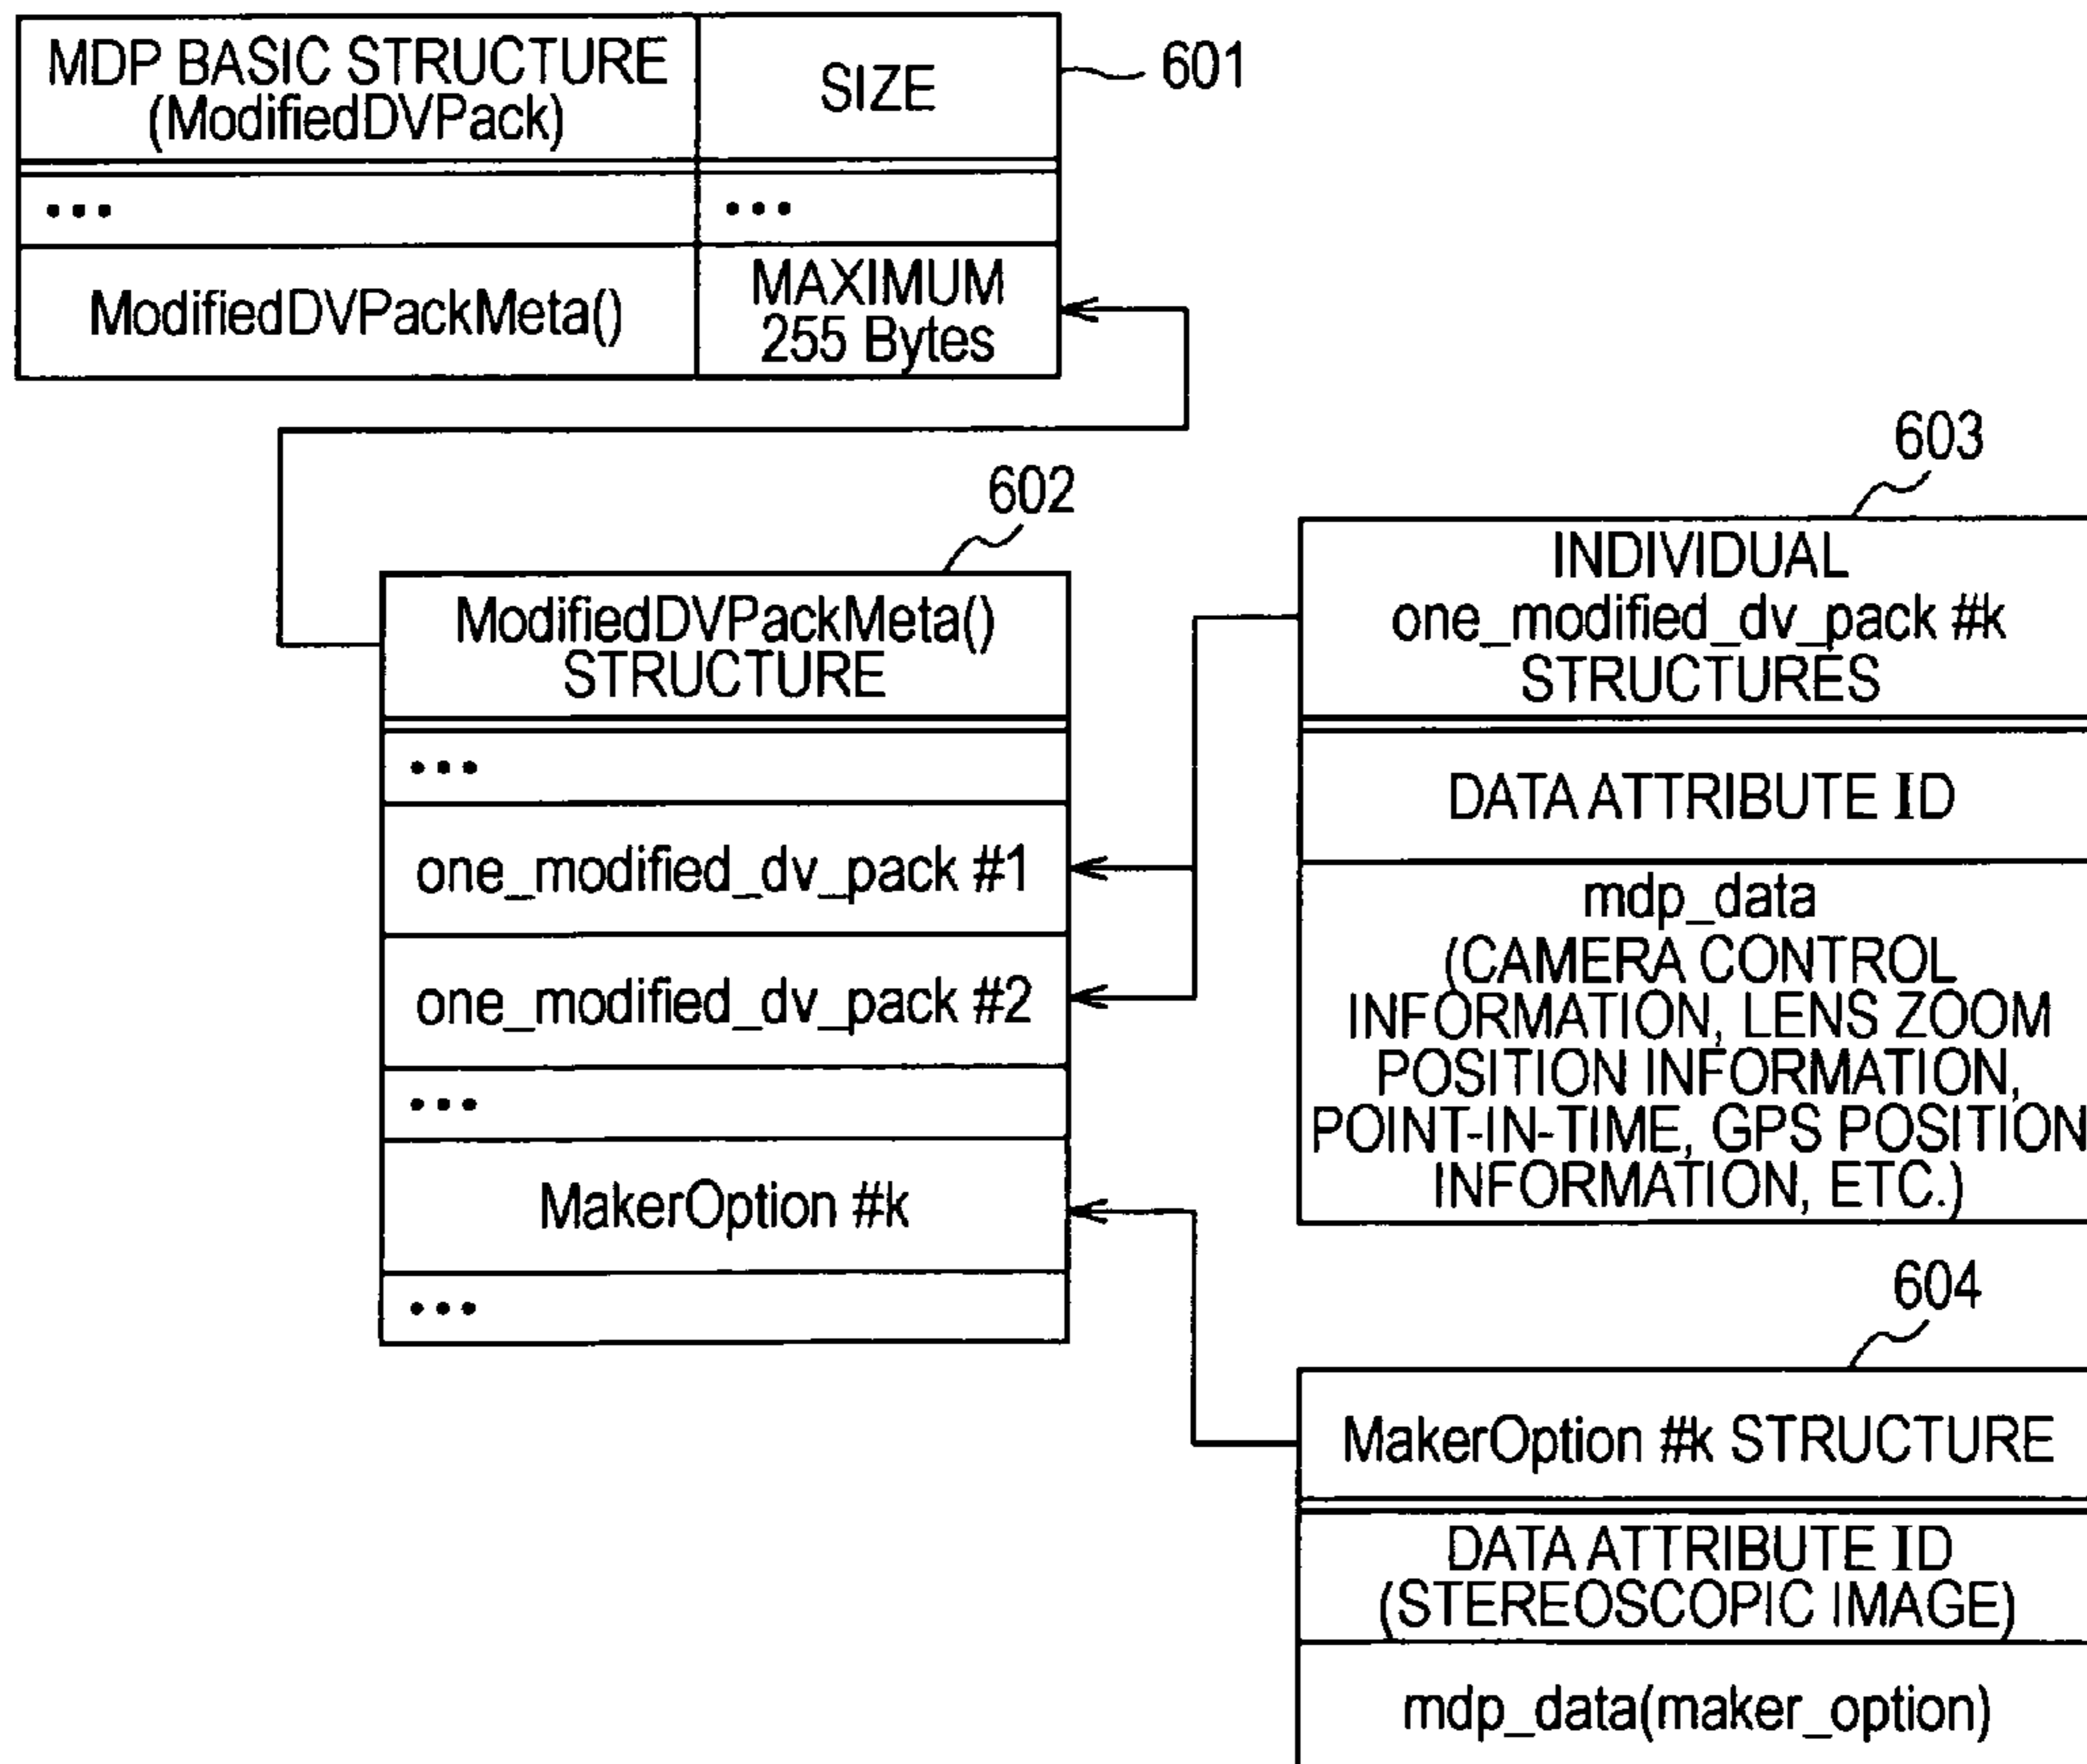 MDP BASIC STRUCTURE
(ModifiedDVPack)
SIZE
601
•••
•••
ModifiedDVPackMeta()
MAXIMUM
255 Bytes
602
ModifiedDVPackMeta()
STRUCTURE
•••
one_modified_dv_pack #1
one_modified_dv_pack #2
•••
MakerOption #k
•••
603
INDIVIDUAL
one_modified_dv_pack #k
STRUCTURES
DATA ATTRIBUTE ID
mdp_data
(CAMERA CONTROL
INFORMATION, LENS ZOOM
POSITION INFORMATION,
POINT-IN-TIME, GPS POSITION
INFORMATION, ETC.)
604
MakerOption #k STRUCTURE
DATA ATTRIBUTE ID
(STEREOSCOPIC IMAGE)
mdp_data(maker_option)